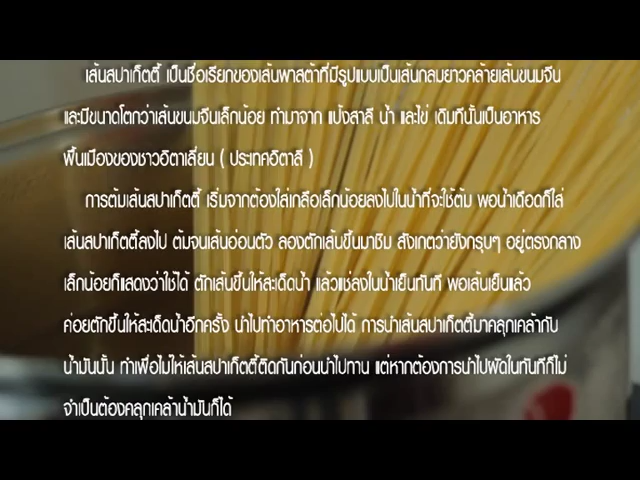 เส้นสปาเก็ตตี้ เป็นชื่อเรียกของเส้นพาสต้าที่มีรูปแบบเป็นเส้นกลมยาวคล้ายเส้นขนมจีน
และมีขนาดโตกว่าเส้นขนมจีนเล็กน้อย ทำมาจาก แป้งสาลี น้ำ และไข่ เดิมทีนั้นเป็นอาหาร
พื้นเมืองของชาวอิตาเลี่ยน ( ประเทศอิตาลี )
การต้มเส้นสปาเก็ตตี้ เริ่มจากต้องใส่เกลือเล็กน้อยลงไปในน้ำที่จะใช้ต้ม พอน้ำเดือดก็ใส่
เส้นสปาเก็ตตี้ลงไป ต้มจนเส้นอ่อนตัว ลองตักเส้นขึ้นมาชิม สังเกตว่ายังกรุบๆ อยู่ตรงกลาง
เล็กน้อยก็แสดงว่าใช้ได้ ตักเส้นขึ้นให้สะเด็ดน้ำ แล้วแช่ลงในน้ำเย็นทันที พอเส้นเย็นแล้ว
ค่อยตักขึ้นให้สะเด็ดน้ำอีกครั้ง นำไปทำอาหารต่อไปได้ การนำเส้นสปาเก็ตตี้มาคลุกเคล้ากับ
น้ำมันนั้น ทำเพื่อไม่ให้เส้นสปาเก็ตตี้ติดกันก่อนนำไปทาน แต่หากต้องการนำไปผัดในทันทีก็ไม่
จำเป็นต้องคลุกเคล้าน้ำมันก็ได้